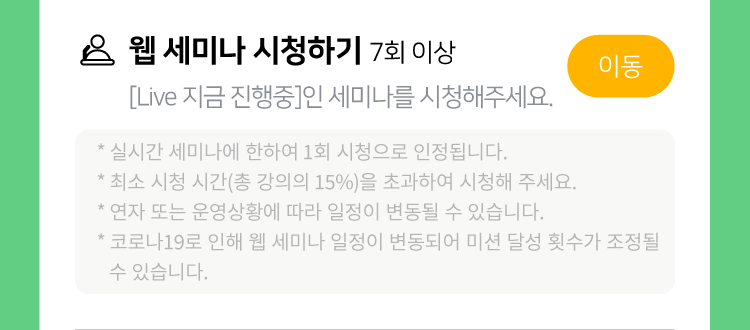 웹 세미나 시청하기 7회 이상
이동
[Live 지금 진행중]인 세미나를 시청해주세요.
* 실시간 세미나에 한하여 1회 시청으로 인정됩니다.
* 최소 시청 시간(총 강의의 15%)을 초과하여 시청해 주세요.
* 연자 또는 운영상황에 따라 일정이 변동될 수 있습니다.
* 코로나19로 인해 웹 세미나 일정이 변동되어 미션 달성 횟수가 조정될
수 있습니다.